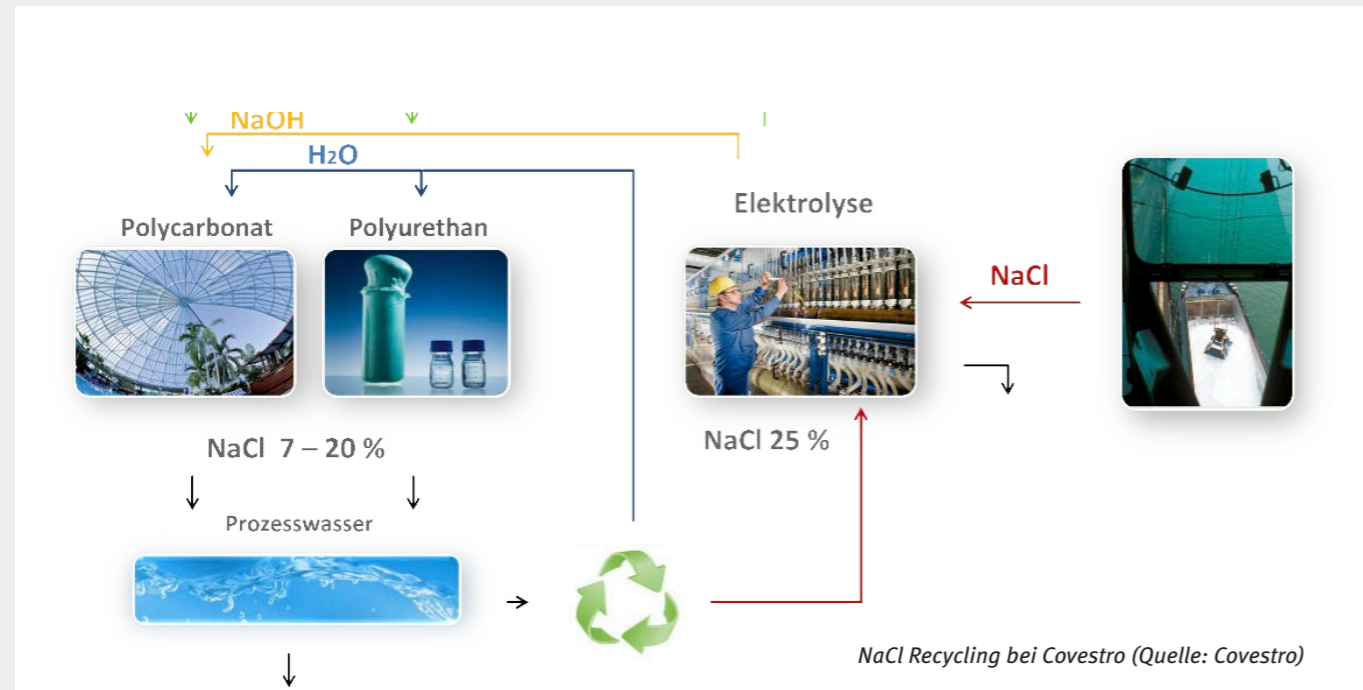 NaOH
H2O
Elektrolyse
Polycarbonat
Polyurethan
NaCl
NaCl 7 – 20 %
NaCl 25 %
Prozesswasser
NaCl Recycling bei Covestro (Quelle: Covestro)